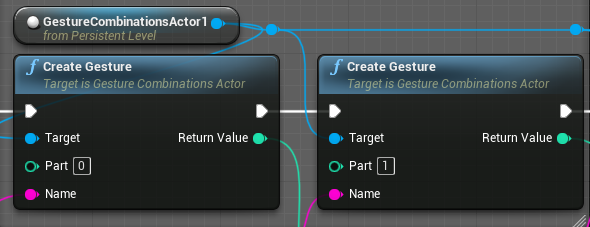 GestureCombinationsActor1
from Persistent Level
f Create Gesture
Target is Gesture Combinations Actor
Target Return Value
Part 0
Name
f Create Gesture
Target is Gesture Combinations Actor
Target Return Value
Part 1
Name